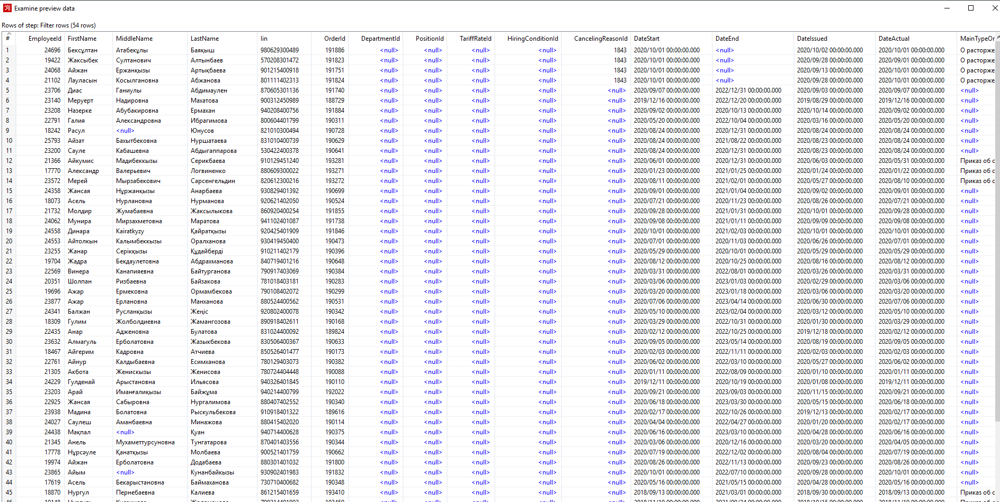 Examine preview data
Rows of step: Filter rows (54 rows)
# EmployeeId FirstName MiddleName LastName Iin OrderId DepartmentId PositionId TariffRateId HiringConditionId CancelingReasonId DateStart DateEnd DateIssued DateActual MainTypeOr
1 24696 Бексұлтан Атабекұлы Баяқыш 980629300489 191886 <null> <null> <null> <null> 1843 2020/10/01 00:00:00.000 <null> 2020/10/02 00:00:00.000 2020/10/01 00:00:00.000 О расторже
2 19422 Жаксыбек Султанович Алтынбаев 570208301472 191823 <null> <null> <null> <null> 1843 2020/10/01 00:00:00.000 <null> 2020/09/28 00:00:00.000 2020/09/01 00:00:00.000 О расторже
3 24068 Айжан Ержанқызы Артықбаева 901215400918 191751 <null> <null> <null> <null> 1843 2020/10/01 00:00:00.000 <null> 2020/09/13 00:00:00.000 2020/10/01 00:00:00.000 О расторже
4 21102 Лауласын Косылгановна Абжанова 801111402313 191824 <null> <null> <null> <null> 1843 2020/10/01 00:00:00.000 <null> 2020/09/28 00:00:00.000 2020/10/01 00:00:00.000 О расторже
5 23706 Диас Ганиулы Абдимаулен 870605301136 191740 <null> <null> <null> <null> <null> 2020/09/07 00:00:00.000 2022/12/31 00:00:00.000 2020/09/03 00:00:00.000 2020/09/07 00:00:00.000 <null>
6 23140 Меруерт Надировна Махатова 900312450989 188729 <null> <null> <null> <null> <null> 2019/12/16 00:00:00.000 2022/12/20 00:00:00.000 2019/08/29 00:00:00.000 2019/12/16 00:00:00.000 <null>
7 23208 Назерке Абубакировна Ермахан 940208400756 191884 <null> <null> <null> <null> <null> 2020/09/02 00:00:00.000 2020/10/13 00:00:00.000 2020/10/14 00:00:00.000 2020/09/02 00:00:00.000 <null>
8 22791 Галия Александровна Ибрагимова 800604401799 190311 <null> <null> <null> <null> <null> 2020/05/20 00:00:00.000 2022/10/04 00:00:00.000 2020/03/16 00:00:00.000 2020/05/20 00:00:00.000 <null>
9 18242 Расул <null> Юнусов 821010300494 190728 <null> <null> <null> <null> <null> 2020/08/24 00:00:00.000 2020/12/31 00:00:00.000 2020/08/24 00:00:00.000 2020/08/24 00:00:00.000 <null>
10 25793 Айзат Бахытбековна Нуршатаева 831010400739 190629 <null> <null> <null> <null> <null> 2020/08/24 00:00:00.000 2021/08/22 00:00:00.000 2020/08/23 00:00:00.000 2020/08/24 00:00:00.000 <null>
11 23200 Сауле Кабашевна Абдыгаппарова 530422400378 190641 <null> <null> <null> <null> <null> 2020/08/24 00:00:00.000 2020/12/31 00:00:00.000 2020/08/23 00:00:00.000 2020/08/24 00:00:00.000 <null>
12 21366 Айкумис Мадибеккызы Серикбаева 910129451240 193281 <null> <null> <null> <null> <null> 2020/06/01 00:00:00.000 2020/12/31 00:00:00.000 2020/06/03 00:00:00.000 2020/05/31 00:00:00.000 Приказ об с
13 17770 Александр Валерьевич Логвиненко 880609300022 193271 <null> <null> <null> <null> <null> 2020/01/23 00:00:00.000 2021/01/25 00:00:00.000 2020/01/24 00:00:00.000 2020/01/22 00:00:00.000 Приказ об с
14 23572 Мерей Мырзабекович Сарсенгельдин 820612300216 193272 <null> <null> <null> <null> <null> 2020/08/11 00:00:00.000 2021/02/01 00:00:00.000 2020/05/27 00:00:00.000 2020/08/10 00:00:00.000 Приказ об с
15 24358 Жансая Нұржанқызы Анарбаева 930829401392 190699 <null> <null> <null> <null> <null> 2020/09/01 00:00:00.000 2021/01/04 00:00:00.000 2020/09/02 00:00:00.000 2020/09/01 00:00:00.000 <null>
16 18073 Асель Нурлановна Нурманова 920621402050 190524 <null> <null> <null> <null> <null> 2020/07/21 00:00:00.000 2020/11/23 00:00:00.000 2020/08/26 00:00:00.000 2020/07/21 00:00:00.000 <null>
17 21732 Молдир Жумабаевна Жаксылыкова 860920400254 191855 <null> <null> <null> <null> <null> 2020/09/28 00:00:00.000 2021/01/31 00:00:00.000 2020/10/01 00:00:00.000 2020/09/28 00:00:00.000 <null>
18 24062 Мунира Мирзахметовна Маратова 941102401087 191738 <null> <null> <null> <null> <null> 2020/09/08 00:00:00.000 2021/01/11 00:00:00.000 2020/09/09 00:00:00.000 2020/09/08 00:00:00.000 <null>
19 24558 Динара Kairatkyzy Қайратқызы 920425401909 191846 <null> <null> <null> <null> <null> 2020/10/01 00:00:00.000 2021/02/03 00:00:00.000 2020/10/01 00:00:00.000 2020/10/01 00:00:00.000 <null>
20 24553 Айтолкын Калымбеккызы Оралханова 930419450400 190473 <null> <null> <null> <null> <null> 2020/07/01 00:00:00.000 2020/11/03 00:00:00.000 2020/06/26 00:00:00.000 2020/07/01 00:00:00.000 <null>
21 23255 Жанар Серікқызы Құдайберді 910211402179 190396 <null> <null> <null> <null> <null> 2020/05/29 00:00:00.000 2020/10/01 00:00:00.000 2020/05/29 00:00:00.000 2020/05/29 00:00:00.000 <null>
22 19704 Жадра Бекдаулетовна Абдрахманова 840719401216 190648 <null> <null> <null> <null> <null> 2020/08/12 00:00:00.000 2020/10/25 00:00:00.000 2020/08/16 00:00:00.000 2020/08/12 00:00:00.000 <null>
23 22569 Винера Канапияевна Байтурганова 790917403069 190384 <null> <null> <null> <null> <null> 2020/03/31 00:00:00.000 2022/08/01 00:00:00.000 2020/03/26 00:00:00.000 2020/03/31 00:00:00.000 <null>
24 20351 Шолпан Ризбаевна Байзакова 781018403181 190283 <null> <null> <null> <null> <null> 2020/03/06 00:00:00.000 2023/01/03 00:00:00.000 2020/02/29 00:00:00.000 2020/03/06 00:00:00.000 <null>
25 19696 Ажар Ермековна Ормамбекова 790108402072 190299 <null> <null> <null> <null> <null> 2020/03/20 00:00:00.000 2023/01/18 00:00:00.000 2020/03/06 00:00:00.000 2020/03/20 00:00:00.000 <null>
26 23877 Ажар Ерлановна Манханова 880524400562 190531 <null> <null> <null> <null> <null> 2020/07/06 00:00:00.000 2023/04/14 00:00:00.000 2020/06/30 00:00:00.000 2020/07/06 00:00:00.000 <null>
27 24341 Балжан Русланқызы Жеңіс 920802400078 190342 <null> <null> <null> <null> <null> 2020/05/10 00:00:00.000 2023/02/04 00:00:00.000 2020/03/12 00:00:00.000 2020/05/10 00:00:00.000 <null>
28 18309 Гулим Жолболдиевна Жамангозова 890918402611 190168 <null> <null> <null> <null> <null> 2020/03/29 00:00:00.000 2022/10/31 00:00:00.000 2020/01/30 00:00:00.000 2020/03/29 00:00:00.000 <null>
29 22435 Анар Адженовна Булатова 831024400092 189824 <null> <null> <null> <null> <null> 2020/02/12 00:00:00.000 2022/10/25 00:00:00.000 2019/12/18 00:00:00.000 2020/02/12 00:00:00.000 <null>
30 23632 Алмагуль Ерболатовна Жазыкбекова 830506400367 190633 <null> <null> <null> <null> <null> 2020/09/05 00:00:00.000 2023/05/14 00:00:00.000 2020/08/19 00:00:00.000 2020/09/05 00:00:00.000 <null>
31 18467 Айгерим Кадровна Атчиева 850526401477 190173 <null> <null> <null> <null> <null> 2020/02/03 00:00:00.000 2022/11/11 00:00:00.000 2020/02/03 00:00:00.000 2020/02/03 00:00:00.000 <null>
32 22761 Айнур Калдыбаевна Есимханова 780129403073 190382 <null> <null> <null> <null> <null> 2020/06/02 00:00:00.000 2022/03/10 00:00:00.000 2020/05/27 00:00:00.000 2020/06/02 00:00:00.000 <null>
33 21305 Акбота Женискызы Женисова 780724404448 190088 <null> <null> <null> <null> <null> 2020/01/11 00:00:00.000 2022/08/09 00:00:00.000 2020/01/10 00:00:00.000 2020/01/11 00:00:00.000 <null>
34 24229 Гулденай Арыстановна Ильясова 940326401845 190110 <null> <null> <null> <null> <null> 2019/12/11 00:00:00.000 2020/10/19 00:00:00.000 2020/01/08 00:00:00.000 2019/12/11 00:00:00.000 <null>
35 23203 Арай Иманғалиқызы Байжұма 940214400799 192022 <null> <null> <null> <null> <null> 2020/09/21 00:00:00.000 2023/09/03 00:00:00.000 2020/11/15 00:00:00.000 2020/09/21 00:00:00.000 <null>
36 22925 Жансая Сабыровна Нургалимова 880407402552 190340 <null> <null> <null> <null> <null> 2020/06/18 00:00:00.000 2023/03/30 00:00:00.000 2020/05/15 00:00:00.000 2020/06/18 00:00:00.000 <null>
37 23938 Мадина Болатовна Рыскульбекова 910918401322 189616 <null> <null> <null> <null> <null> 2020/02/17 00:00:00.000 2022/10/26 00:00:00.000 2019/12/13 00:00:00.000 2020/02/17 00:00:00.000 <null>
38 24027 Саулеш Аманбаевна Минажова 880415402020 190114 <null> <null> <null> <null> <null> 2020/04/04 00:00:00.000 2022/04/27 00:00:00.000 2020/01/20 00:00:00.000 2020/02/17 00:00:00.000 <null>
39 24438 Мақпал <null> Қуан 940714400628 190375 <null> <null> <null> <null> <null> 2020/06/16 00:00:00.000 2023/03/10 00:00:00.000 2020/04/28 00:00:00.000 2020/06/16 00:00:00.000 <null>
40 21345 Анель Мухаметтурсуновна Тунгатарова 870401403556 190344 <null> <null> <null> <null> <null> 2020/03/06 00:00:00.000 2020/12/16 00:00:00.000 2020/03/20 00:00:00.000 2020/04/05 00:00:00.000 <null>
41 17778 Нұрсәуле Қанатқызы Молбаева 900521401759 190662 <null> <null> <null> <null> <null> 2020/07/19 00:00:00.000 2022/12/02 00:00:00.000 2020/08/04 00:00:00.000 2020/07/19 00:00:00.000 <null>
42 19974 Айжан Ерболатовна Додабаева 880301401032 191800 <null> <null> <null> <null> <null> 2020/08/26 00:00:00.000 2022/11/13 00:00:00.000 2020/09/23 00:00:00.000 2020/08/26 00:00:00.000 <null>
43 23865 Айым <null> Кунанбайкызы 930902401983 191832 <null> <null> <null> <null> <null> 2020/10/01 00:00:00.000 2022/07/10 00:00:00.000 2020/09/28 00:00:00.000 2020/10/01 00:00:00.000 <null>
44 17619 Асель Бекарыстановна Баймаханова 730710400682 190348 <null> <null> <null> <null> <null> 2020/05/16 00:00:00.000 2021/05/15 00:00:00.000 2020/04/28 00:00:00.000 2020/05/16 00:00:00.000 <null>
45 18870 Нургул Пернебаевна Калиева 861215401659 193410 <null> <null> <null> <null> <null> 2018/09/13 00:00:00.000 2021/03/01 00:00:00.000 2018/09/30 00:00:00.000 2018/09/13 00:00:00.000 Приказ об с